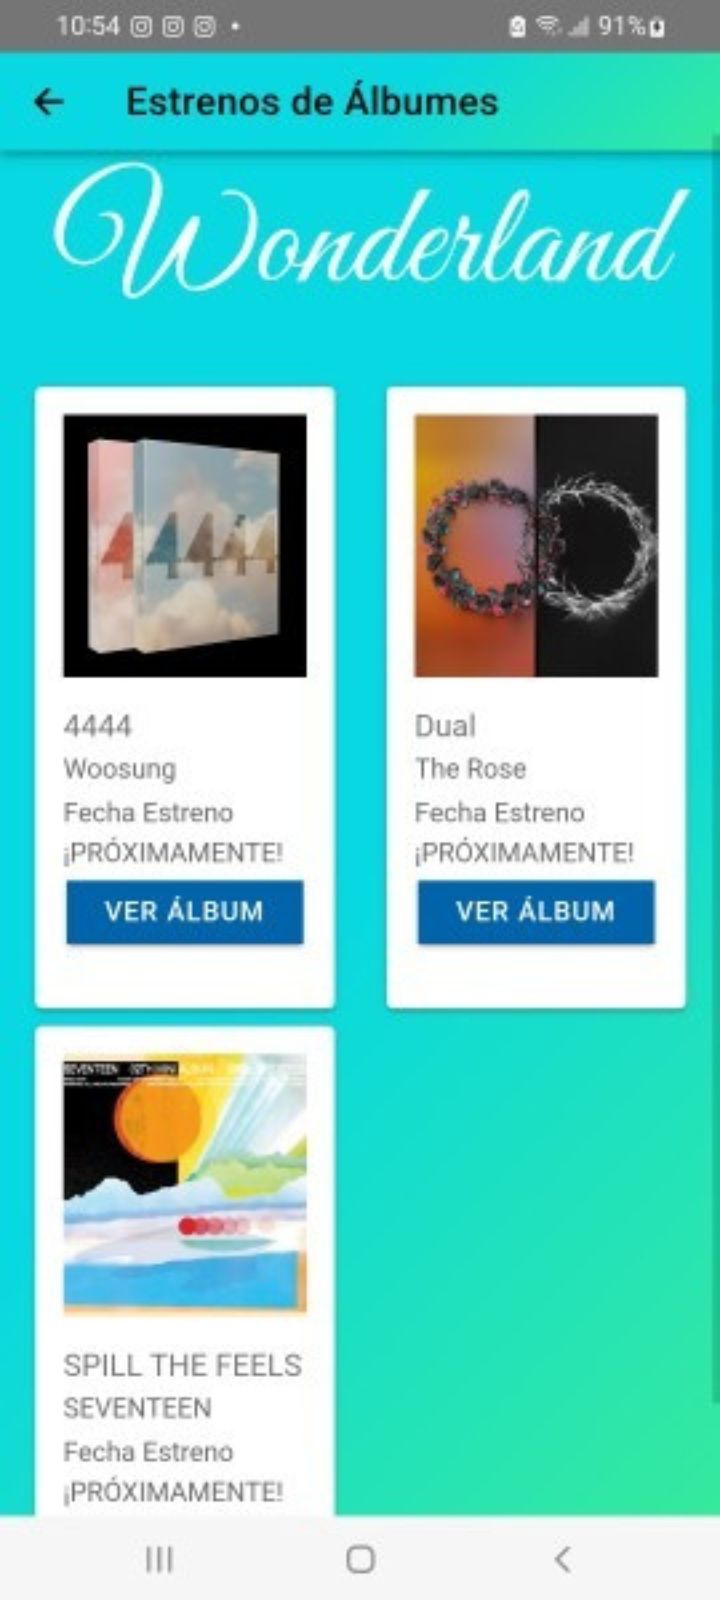 10:54
91%
Estrenos de Álbumes
Wonderland
4444
4444
Woosung
Fecha Estreno
¡PRÓXIMAMENTE!
VER ÁLBUM
Dual
The Rose
Fecha Estreno
¡PRÓXIMAMENTE!
VER ÁLBUM
SEVENTEEN
SPILL THE FEELS
SEVENTEEN
Fecha Estreno
¡PRÓXIMAMENTE!